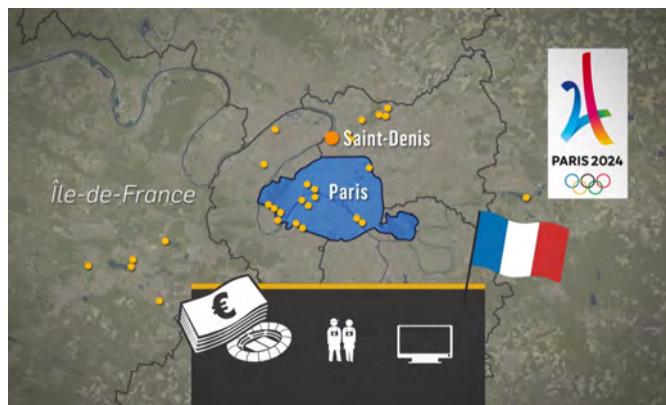 Saint-Denis
PARIS 2024
Île-de-France
Paris
€